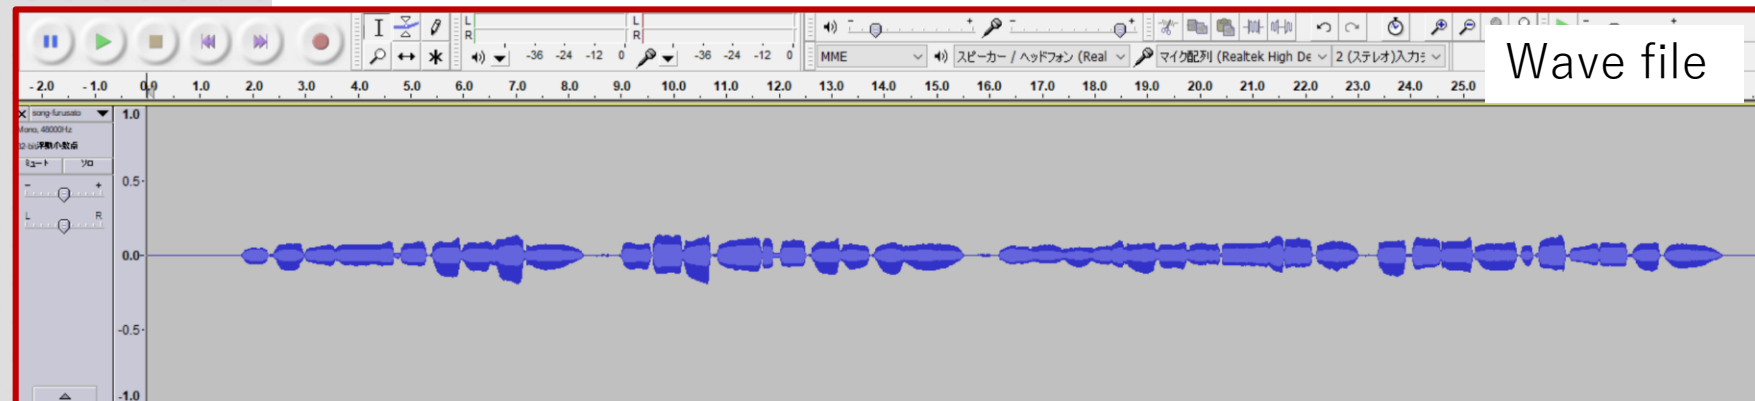 L
R
L
R
-36 -24 -12 0
-36 -24 -12 0
MME
スピーカー / ヘッドフォン (Real
マイク配列 (Realtek High De
2 (ステレオ)入力
Wave file
-2.0 -1.0 0.0 1.0 2.0 3.0 4.0 5.0 6.0 7.0 8.0 9.0 10.0 11.0 12.0 13.0 14.0 15.0 16.0 17.0 18.0 19.0 20.0 21.0 22.0 23.0 24.0 25.0
song-furusato
Mono, 48000Hz
32-bit浮動小数点
ミュート ソロ
- +
L R
1.0
0.5
0.0
-0.5
-1.0